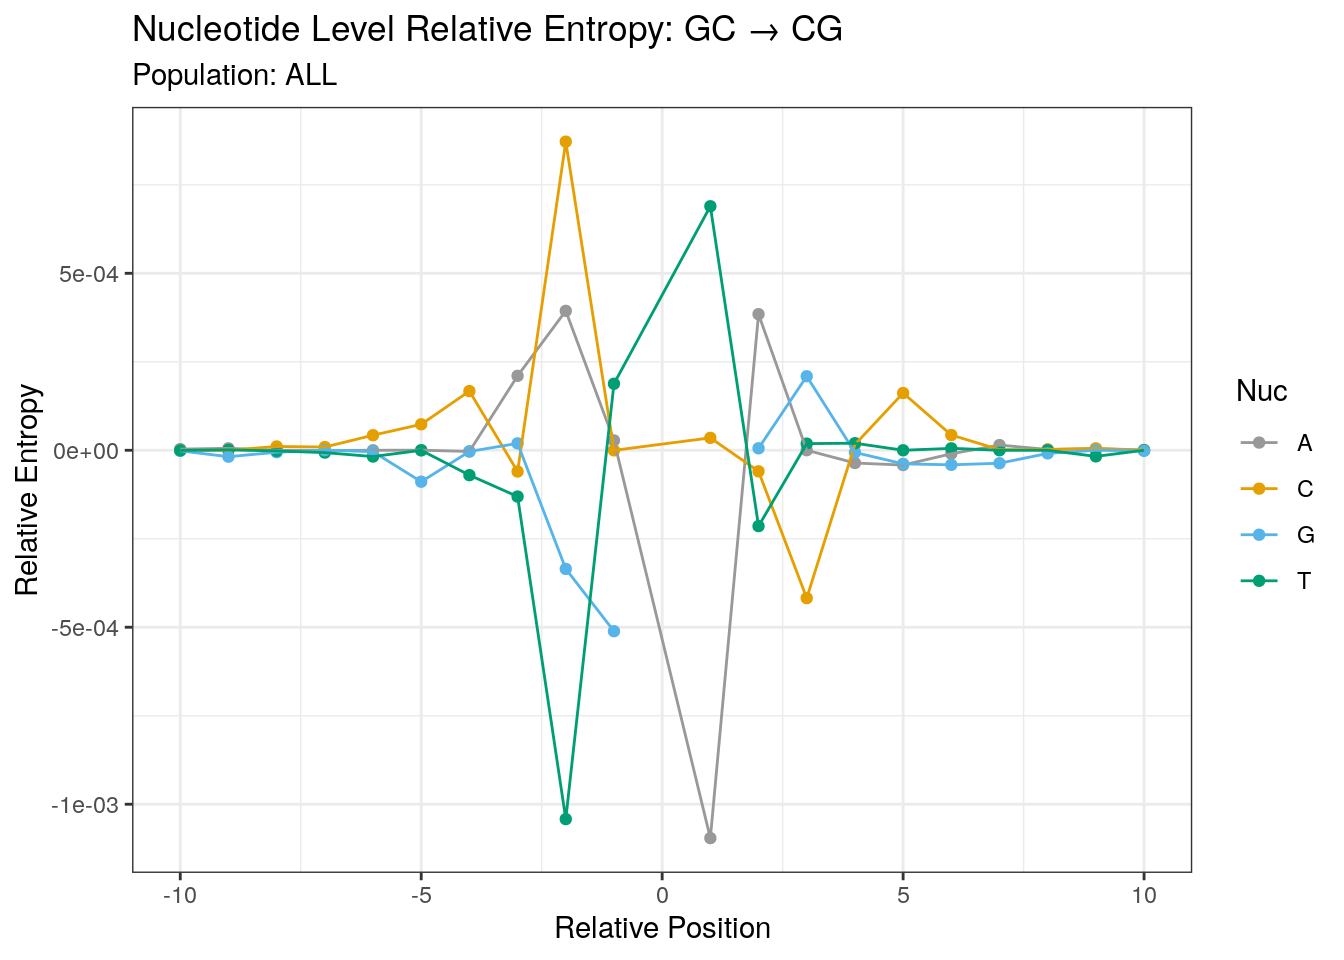 Nucleotide Level Relative Entropy: GC → CG
Population: ALL
Relative Entropy
5e-04
0e+00
-5e-04
-1e-03
-10
-5
0
5
10
Relative Position
Nuc
A
C
G
T